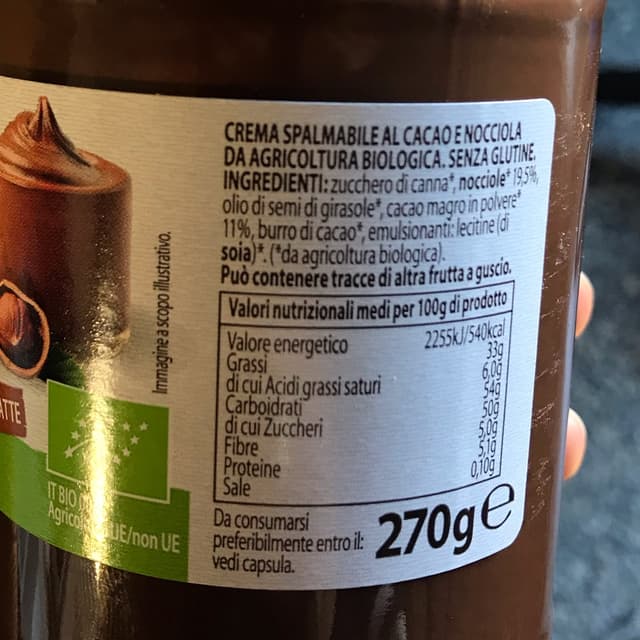 CREMA SPALMABILE AL CACAO E NOCCIOLA
DA AGRICOLTURA BIOLOGICA. SENZA GLUTINE.
INGREDIENTI: zucchero di canna*, nocciole* 19,5%,
olio di semi di girasole*, cacao magro in polvere*
11%, burro di cacao*, emulsionanti: lecitine (di
soia)*. (*da agricoltura biologica).
Può contenere tracce di altra frutta a guscio.
Valori nutrizionali medi per 100g di prodotto
Valore energetico 2255kJ/540kcal
Grassi 33g
di cui Acidi grassi saturi 6,0g
Carboidrati 54g
di cui Zuccheri 50g
Fibre 5,0g
Proteine 5,1g
Sale 0,10g
Da consumarsi
preferibilmente entro il:
vedi capsula.
270g e
Immagine a scopo illustrativo.
ATTE
IT BIO
UE/non UE